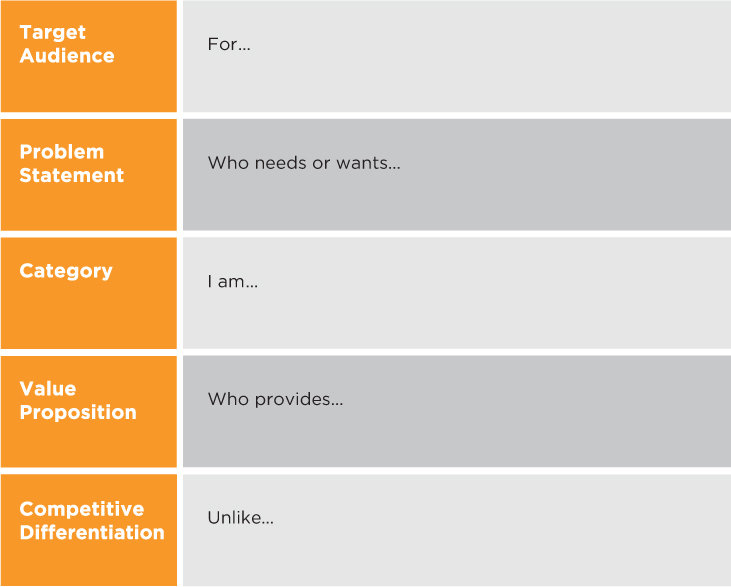 Target
Audience
For...
Problem
Statement
Who needs or wants...
Category
I am...
Value
Proposition
Who provides...
Competitive
Differentiation
Unlike...